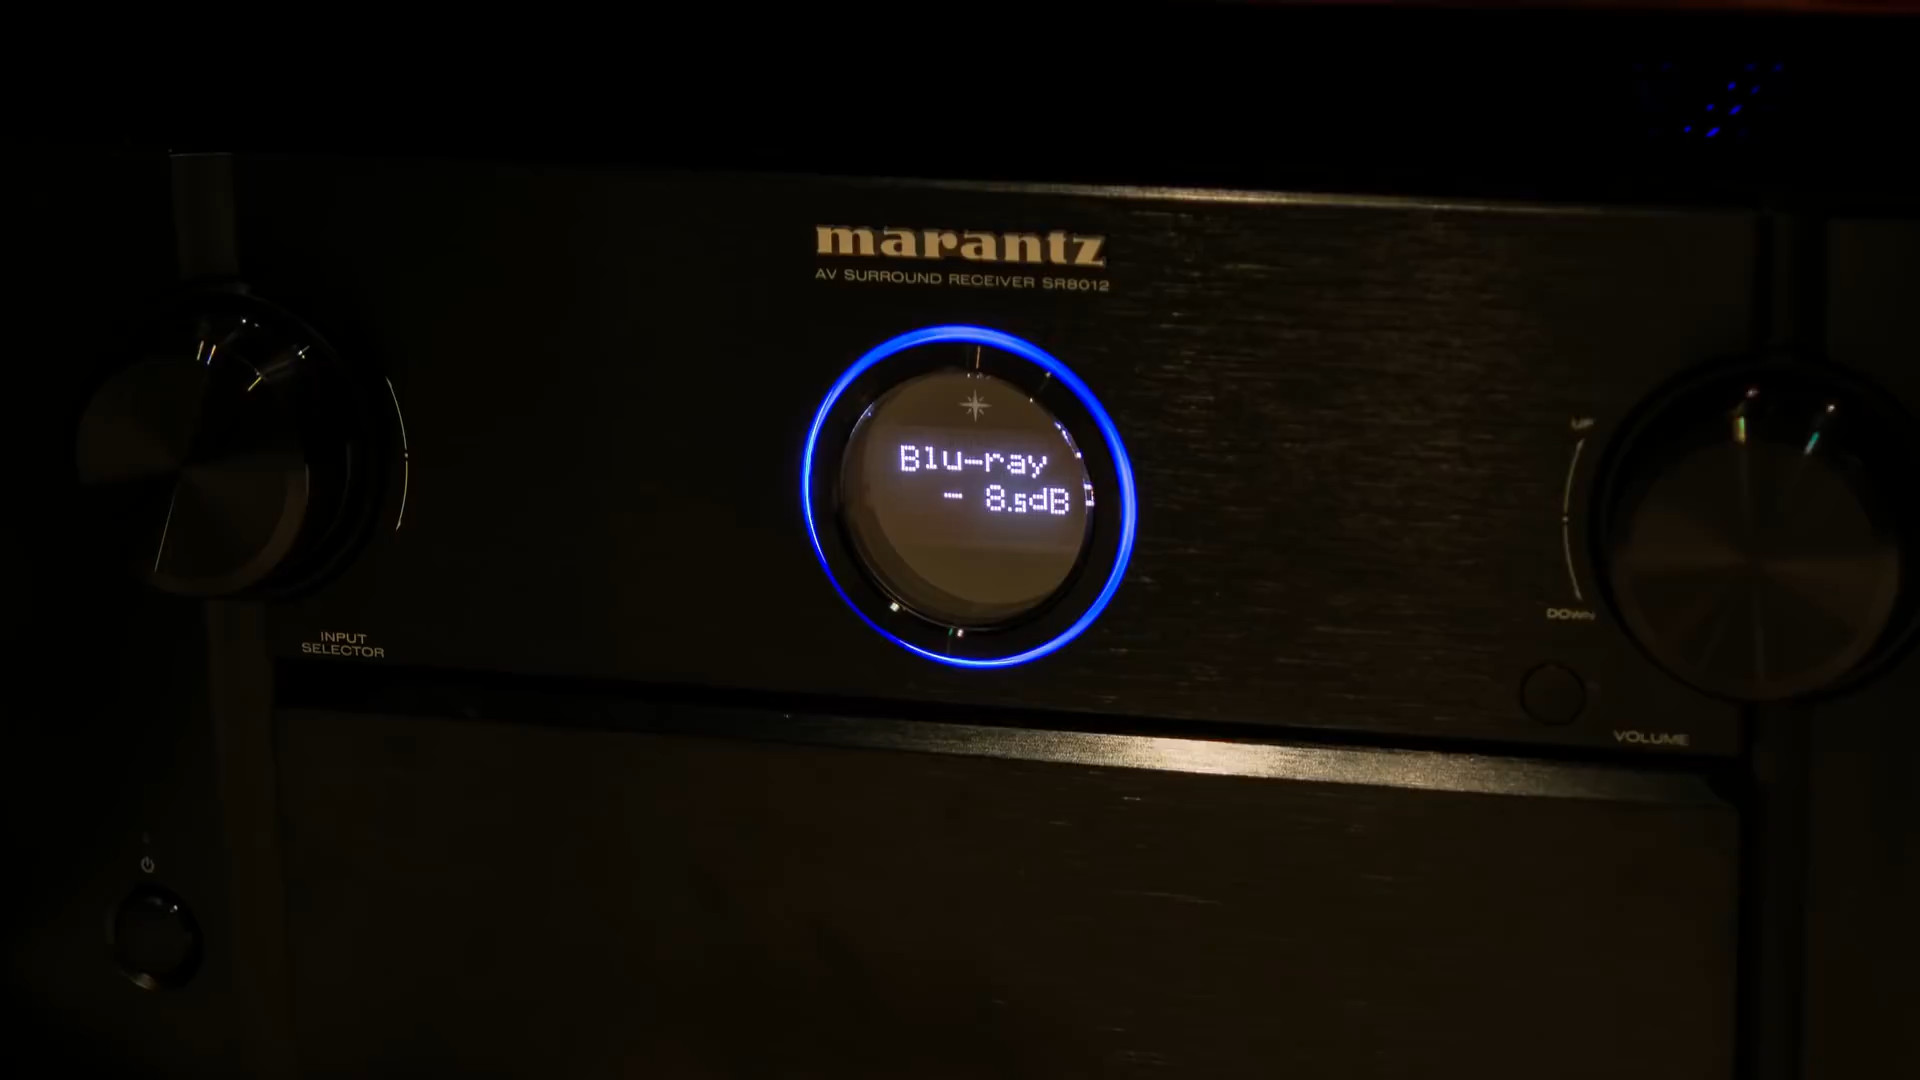 marantz
AV SURROUND RECEIVER SR8012
Blu-ray
- 8.5dB
UP
DOWN
INPUT
SELECTOR
VOLUME